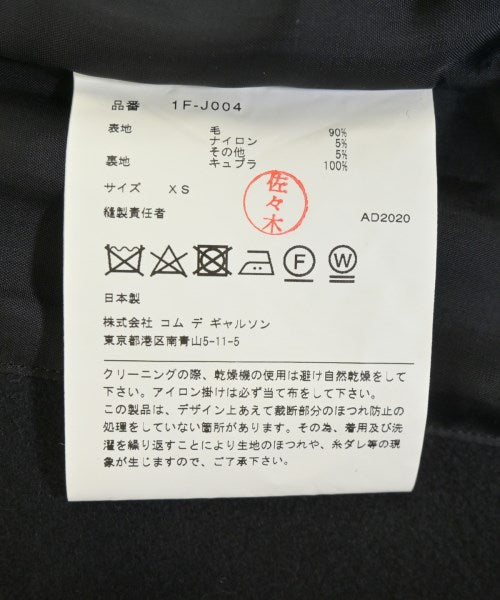 品番 1F-J004
表地 毛 90%
ナイロン 5%
その他 5%
裏地 キュプラ 100%
サイズ XS
佐々木
縫製責任者 AD2020
F W
日本製
株式会社 コム デ ギャルソン
東京都港区南青山5-11-5
クリーニングの際、乾燥機の使用は避け自然乾燥をして
下さい。アイロン掛けは必ず当て布をして下さい。
この製品は、デザイン上あえて裁断部分のほつれ防止の
処理をしていない箇所があります。その為、着用及び洗
濯を繰り返すことにより生地のほつれや、糸ダレ等の現
象が生じますので、ご了承下さい。